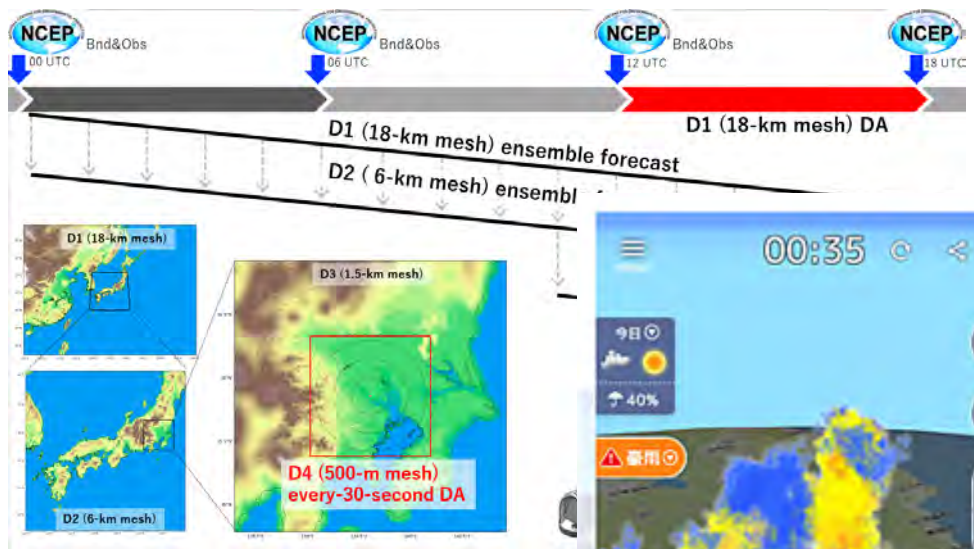 NCEP
Bnd&Obs
00 UTC
NCEP
Bnd&Obs
06 UTC
NCEP
Bnd&Obs
12 UTC
NCEP
18 UTC
D1 (18-km mesh) DA
D1 (18-km mesh) ensemble forecast
D2 ( 6-km mesh) ensembl
D1 (18-km mesh)
D3 (1.5-km mesh)
D4 (500-m mesh)
every-30-second DA
D2 (6-km mesh)
00:35
9日
40%
豪雨